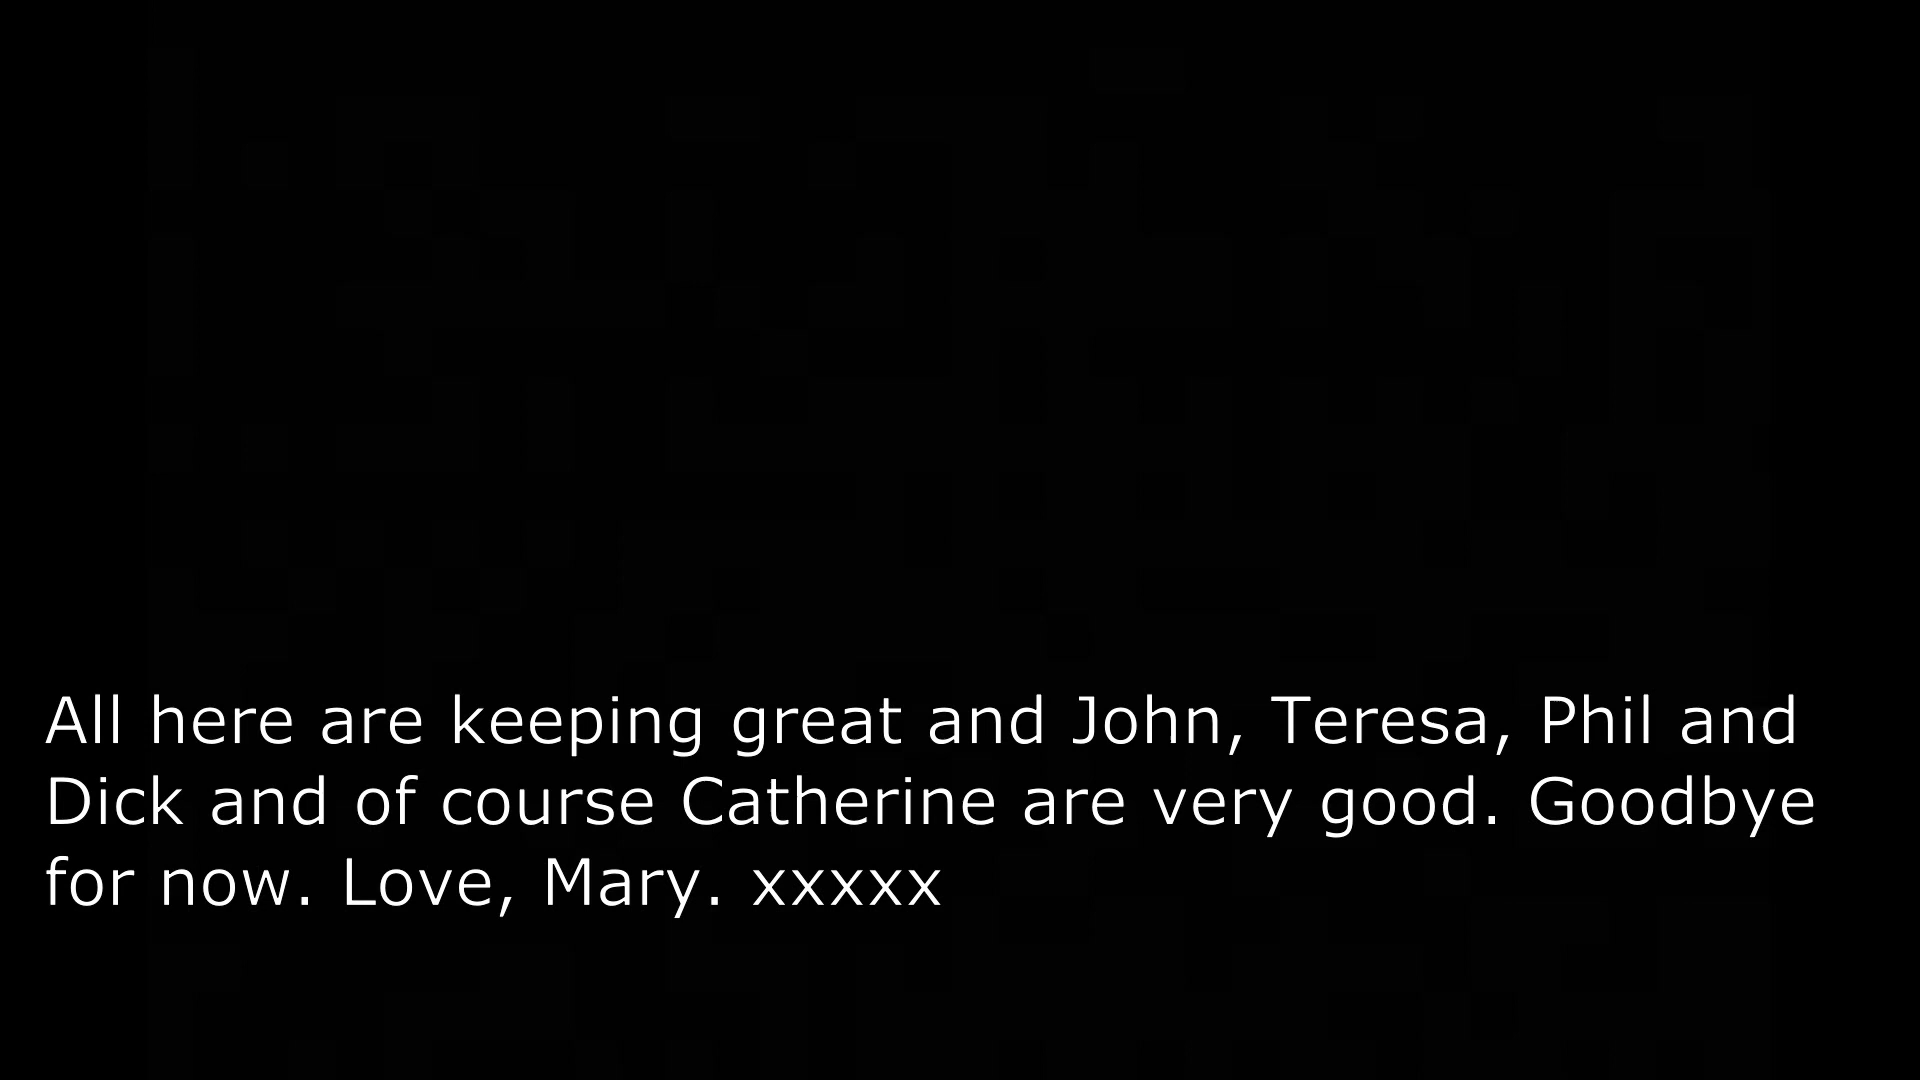 All here are keeping great and John, Teresa, Phil and
Dick and of course Catherine are very good. Goodbye
for now. Love, Mary. xxxxx